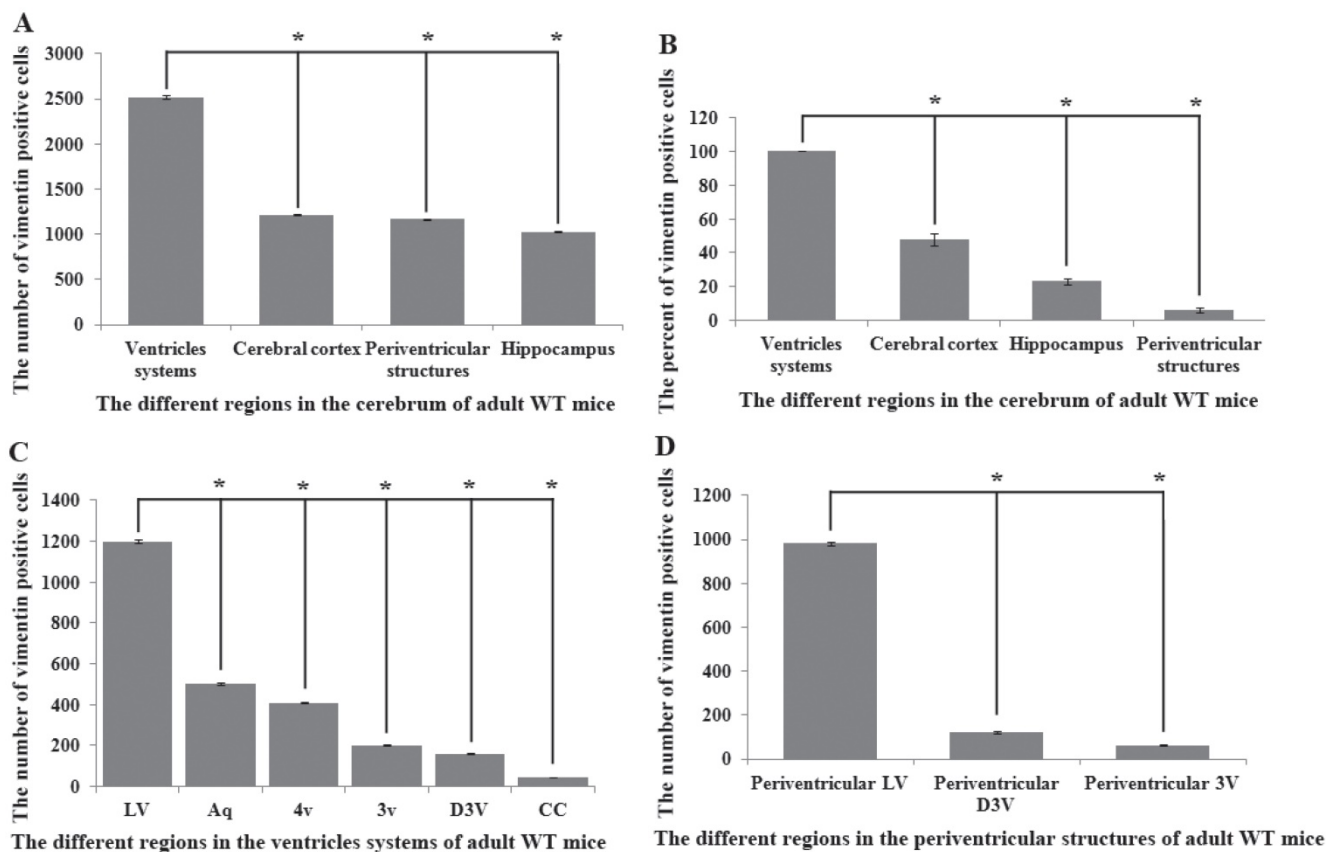 A
The number of vimentin positive cells
* * *
3000
2500
2000
1500
1000
500
0
Ventricles systems
Cerebral cortex
Periventricular structures
Hippocampus
The different regions in the cerebrum of adult WT mice
B
The percent of vimentin positive cells
* * *
120
100
80
60
40
20
0
Ventricles systems
Cerebral cortex
Hippocampus
Periventricular structures
The different regions in the cerebrum of adult WT mice
C
The number of vimentin positive cells
* * * * *
1400
1200
1000
800
600
400
200
0
LV Aq 4v 3v D3V CC
The different regions in the ventricles systems of adult WT mice
D
The number of vimentin positive cells
* *
1200
1000
800
600
400
200
0
Periventricular LV
Periventricular D3V
Periventricular 3V
The different regions in the periventricular structures of adult WT mice